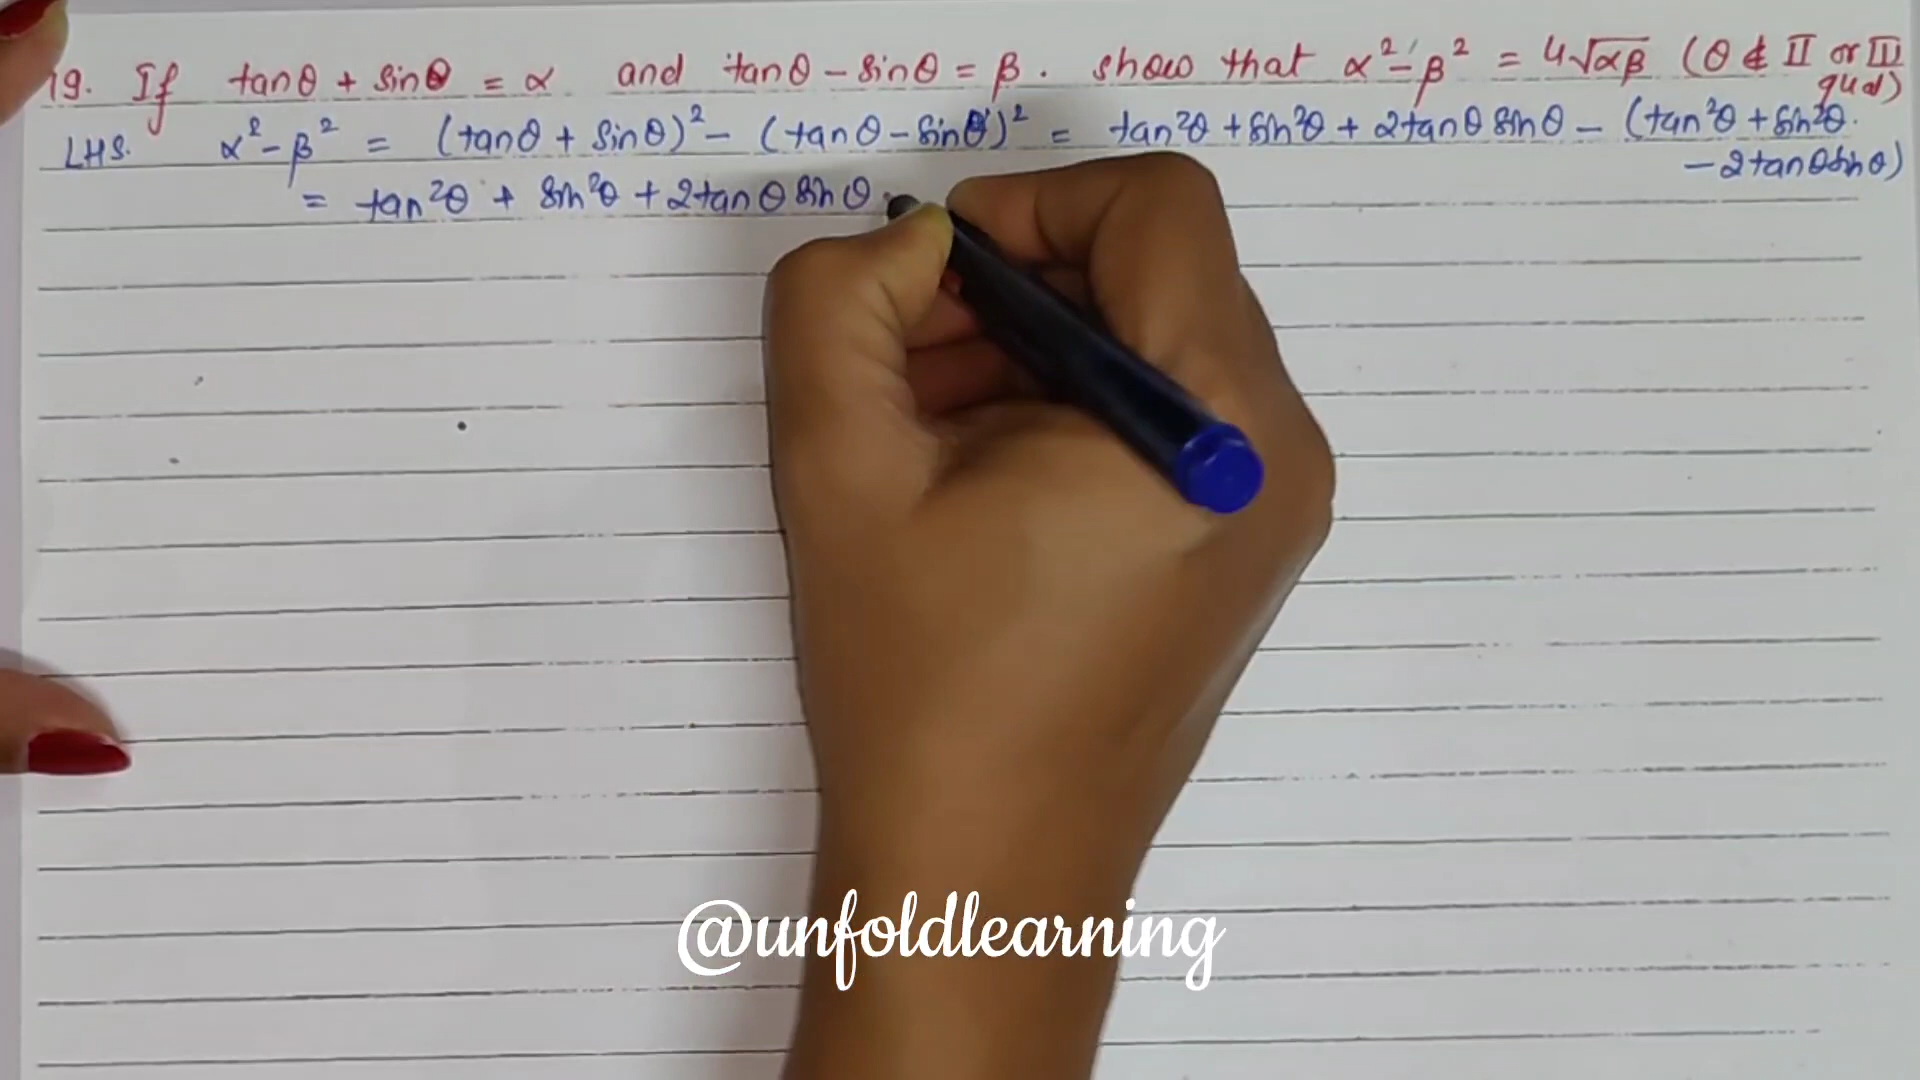 19. If tanθ + sinθ = α and tanθ - sinθ = β. show that α² - β² = 4√αβ (θ ∉ II or III quad)
LHS. α² - β² = (tanθ + sinθ)² - (tanθ - sinθ)² = tan²θ + sin²θ + 2tanθ sinθ - (tan²θ + sin²θ.
- 2tanθ sinθ)
= tan²θ + sin²θ + 2tanθ sinθ
@unfoldlearning